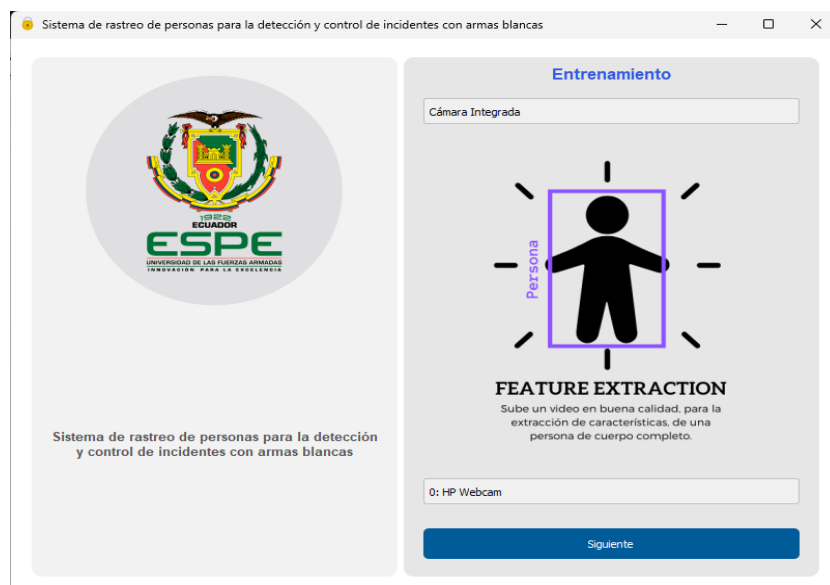 Sistema de rastreo de personas para la detección y control de incidentes con armas blancas
1922
ECUADOR
ESPE
UNIVERSIDAD DE LAS FUERZAS ARMADAS
INNOVACIÓN PARA LA EXCELENCIA
Sistema de rastreo de personas para la detección
y control de incidentes con armas blancas
Entrenamiento
Cámara Integrada
Persona
FEATURE EXTRACTION
Sube un video en buena calidad, para la
extracción de características, de una
persona de cuerpo completo.
0: HP Webcam
Siguiente